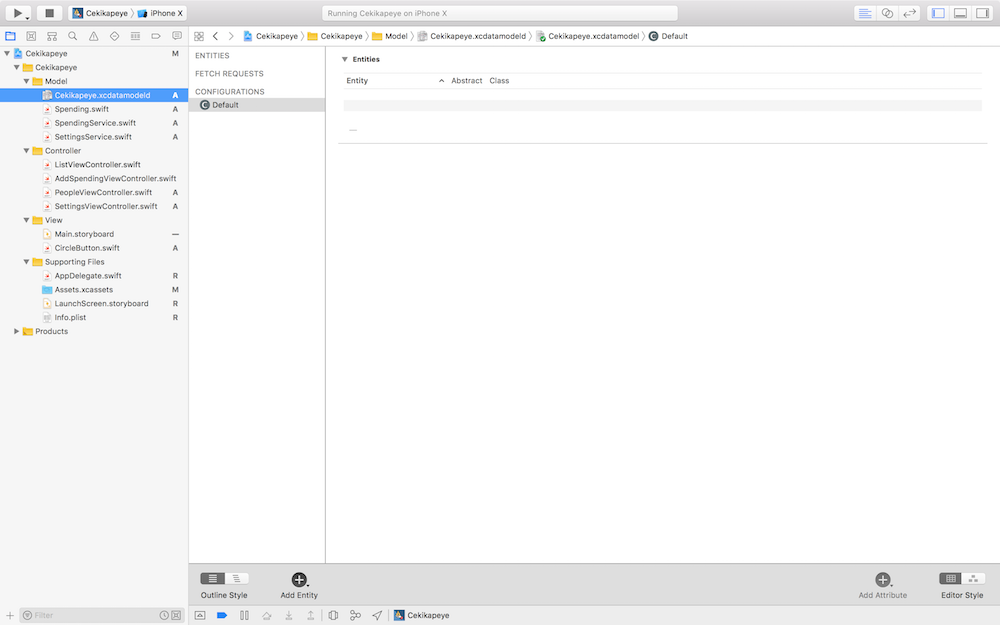 Cekikapeye 〉 iPhone X
Running Cekikapeye on iPhone X
Cekikapeye 〉 Cekikapeye 〉 Model 〉 Cekikapeye.xcdatamodeld 〉 Cekikapeye.xcdatamodel 〉 C Default
Cekikapeye M
Cekikapeye
Model
Cekikapeye.xcdatamodeld A
Spending.swift A
SpendingService.swift A
SettingsService.swift A
Controller
ListViewController.swift
AddSpendingViewController.swift
PeopleViewController.swift A
SettingsViewController.swift A
View
Main.storyboard —
CircleButton.swift A
Supporting Files
AppDelegate.swift R
Assets.xcassets M
LaunchScreen.storyboard R
Info.plist R
Products
Filter
ENTITIES
FETCH REQUESTS
CONFIGURATIONS
C Default
Entities
Entity Abstract Class
—
Outline Style
Add Entity
Add Attribute
Editor Style
Cekikapeye